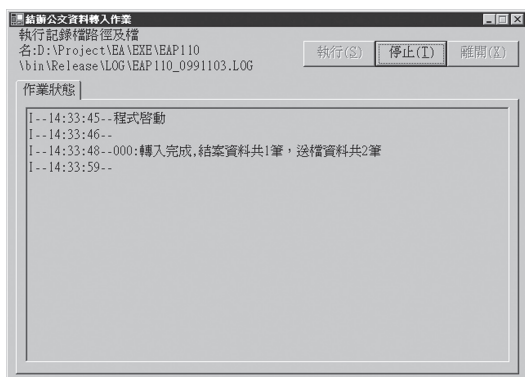 結辦公文資料轉入作業
執行記錄檔路徑及檔
名:D:\Project\EA\EXE\EAP110
\bin\Release\LOG\EAP110_0991103.LOG
執行(S) 停止(T) 離開(X)
作業狀態
I--14:33:45--程式啓動
I--14:33:46--
I--14:33:48--000:轉入完成,結案資料共1筆，送檔資料共2筆
I--14:33:59--